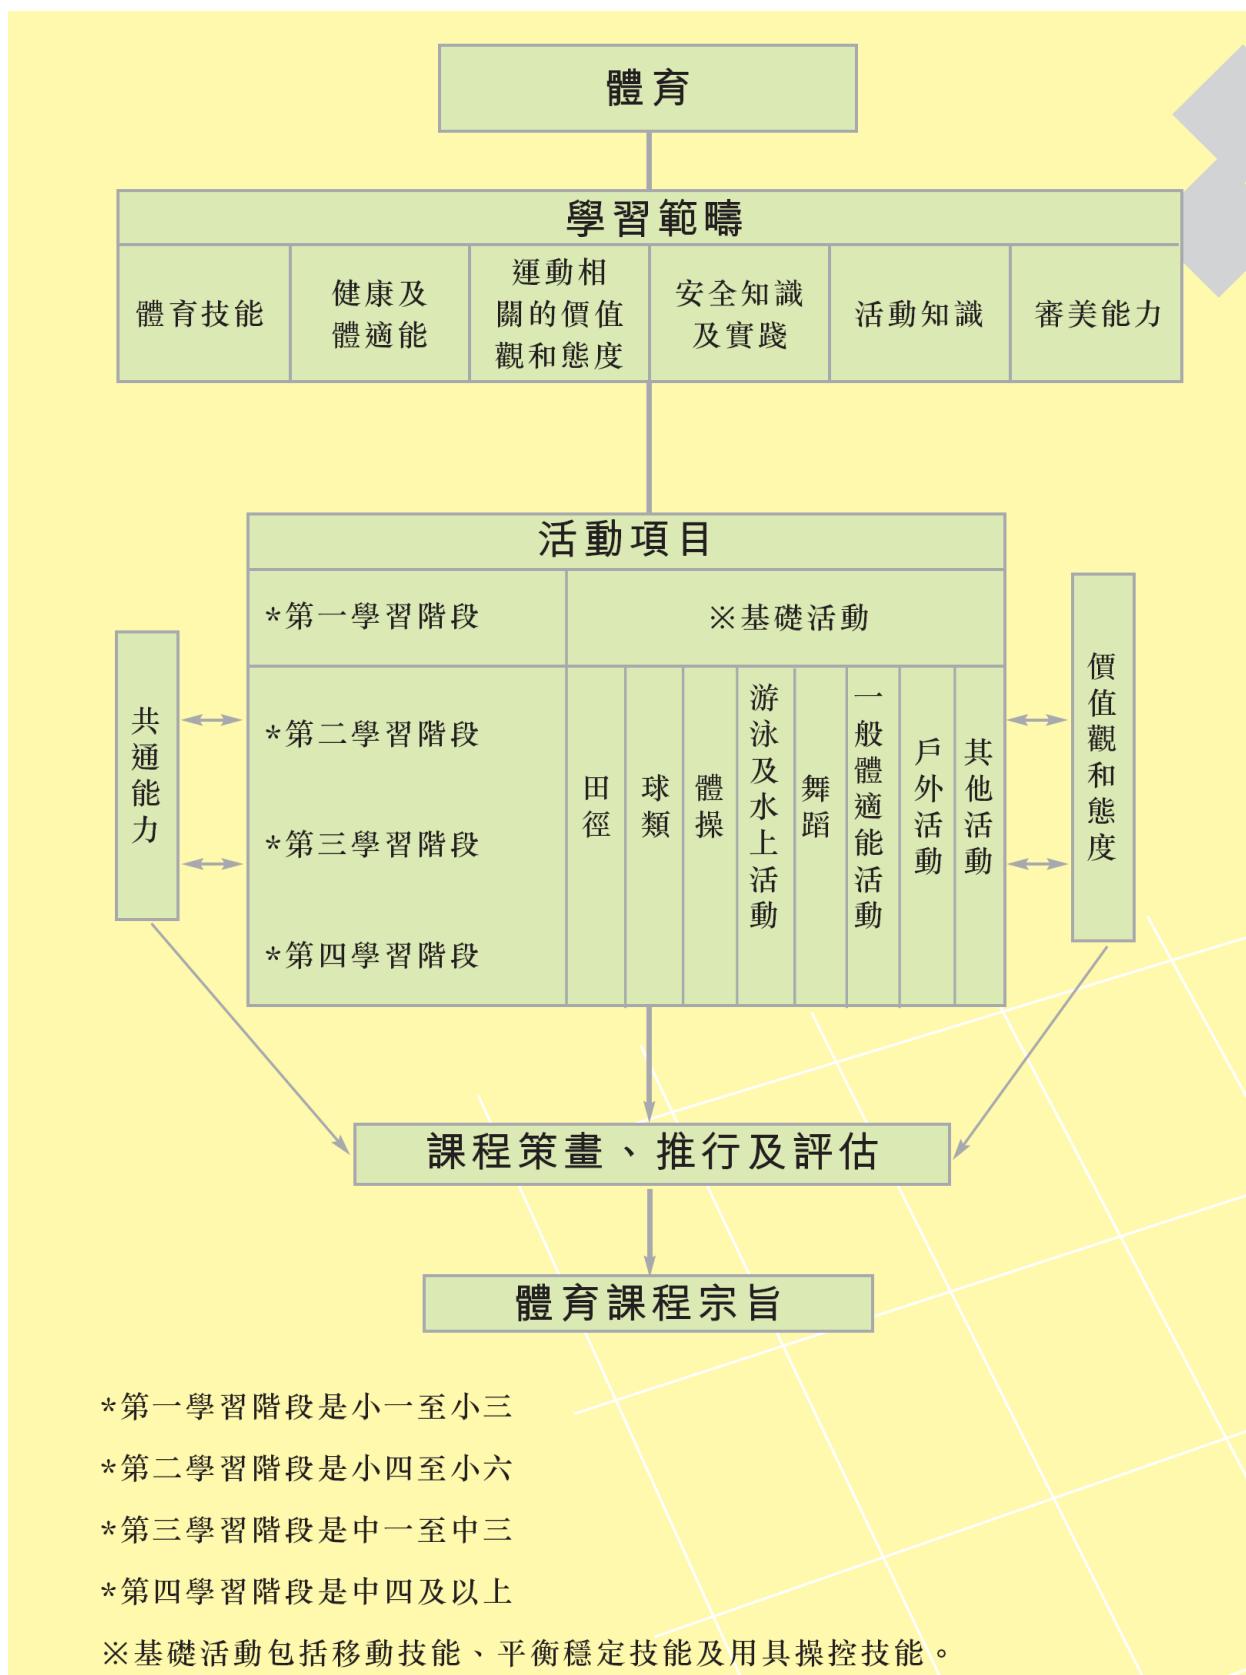 體育
學習範疇
體育技能
健康及
體適能
運動相
關的價值
觀和態度
安全知識
及實踐
活動知識
審美能力
活動項目
*第一學習階段
※基礎活動
*第二學習階段
*第三學習階段
*第四學習階段
田徑
球類
體操
游泳及水上活動
舞蹈
一般體適能活動
戶外活動
其他活動
共通能力
價值觀和態度
課程策畫、推行及評估
體育課程宗旨
*第一學習階段是小一至小三
*第二學習階段是小四至小六
*第三學習階段是中一至中三
*第四學習階段是中四及以上
※基礎活動包括移動技能、平衡穩定技能及用具操控技能。